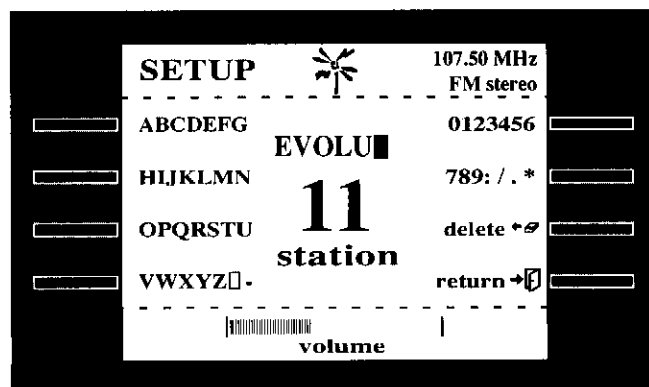 SETUP
107.50 MHz
FM stereo
ABCDEFG
0123456
EVOLU
HIJKLMN
789: / . *
11
OPQRSTU
delete
station
VWXYZ▯-
return
volume